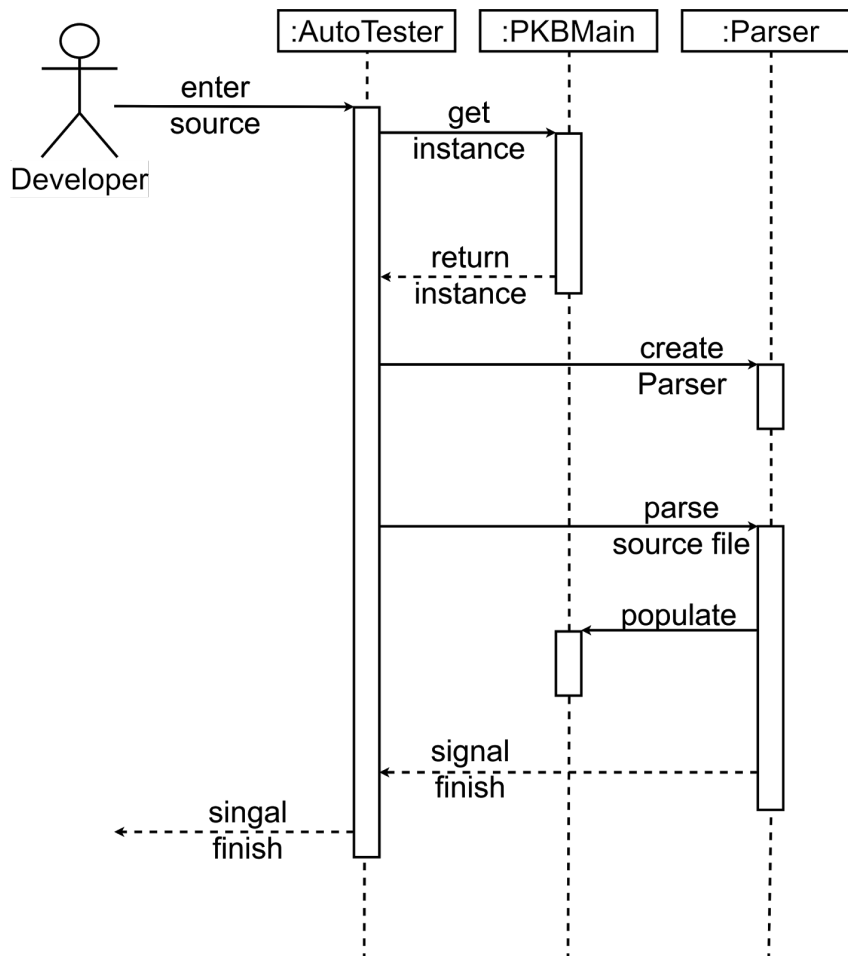 :AutoTester
:PKBMain
:Parser
Developer
enter
source
get
instance
return
instance
create
Parser
parse
source file
populate
signal
finish
singal
finish